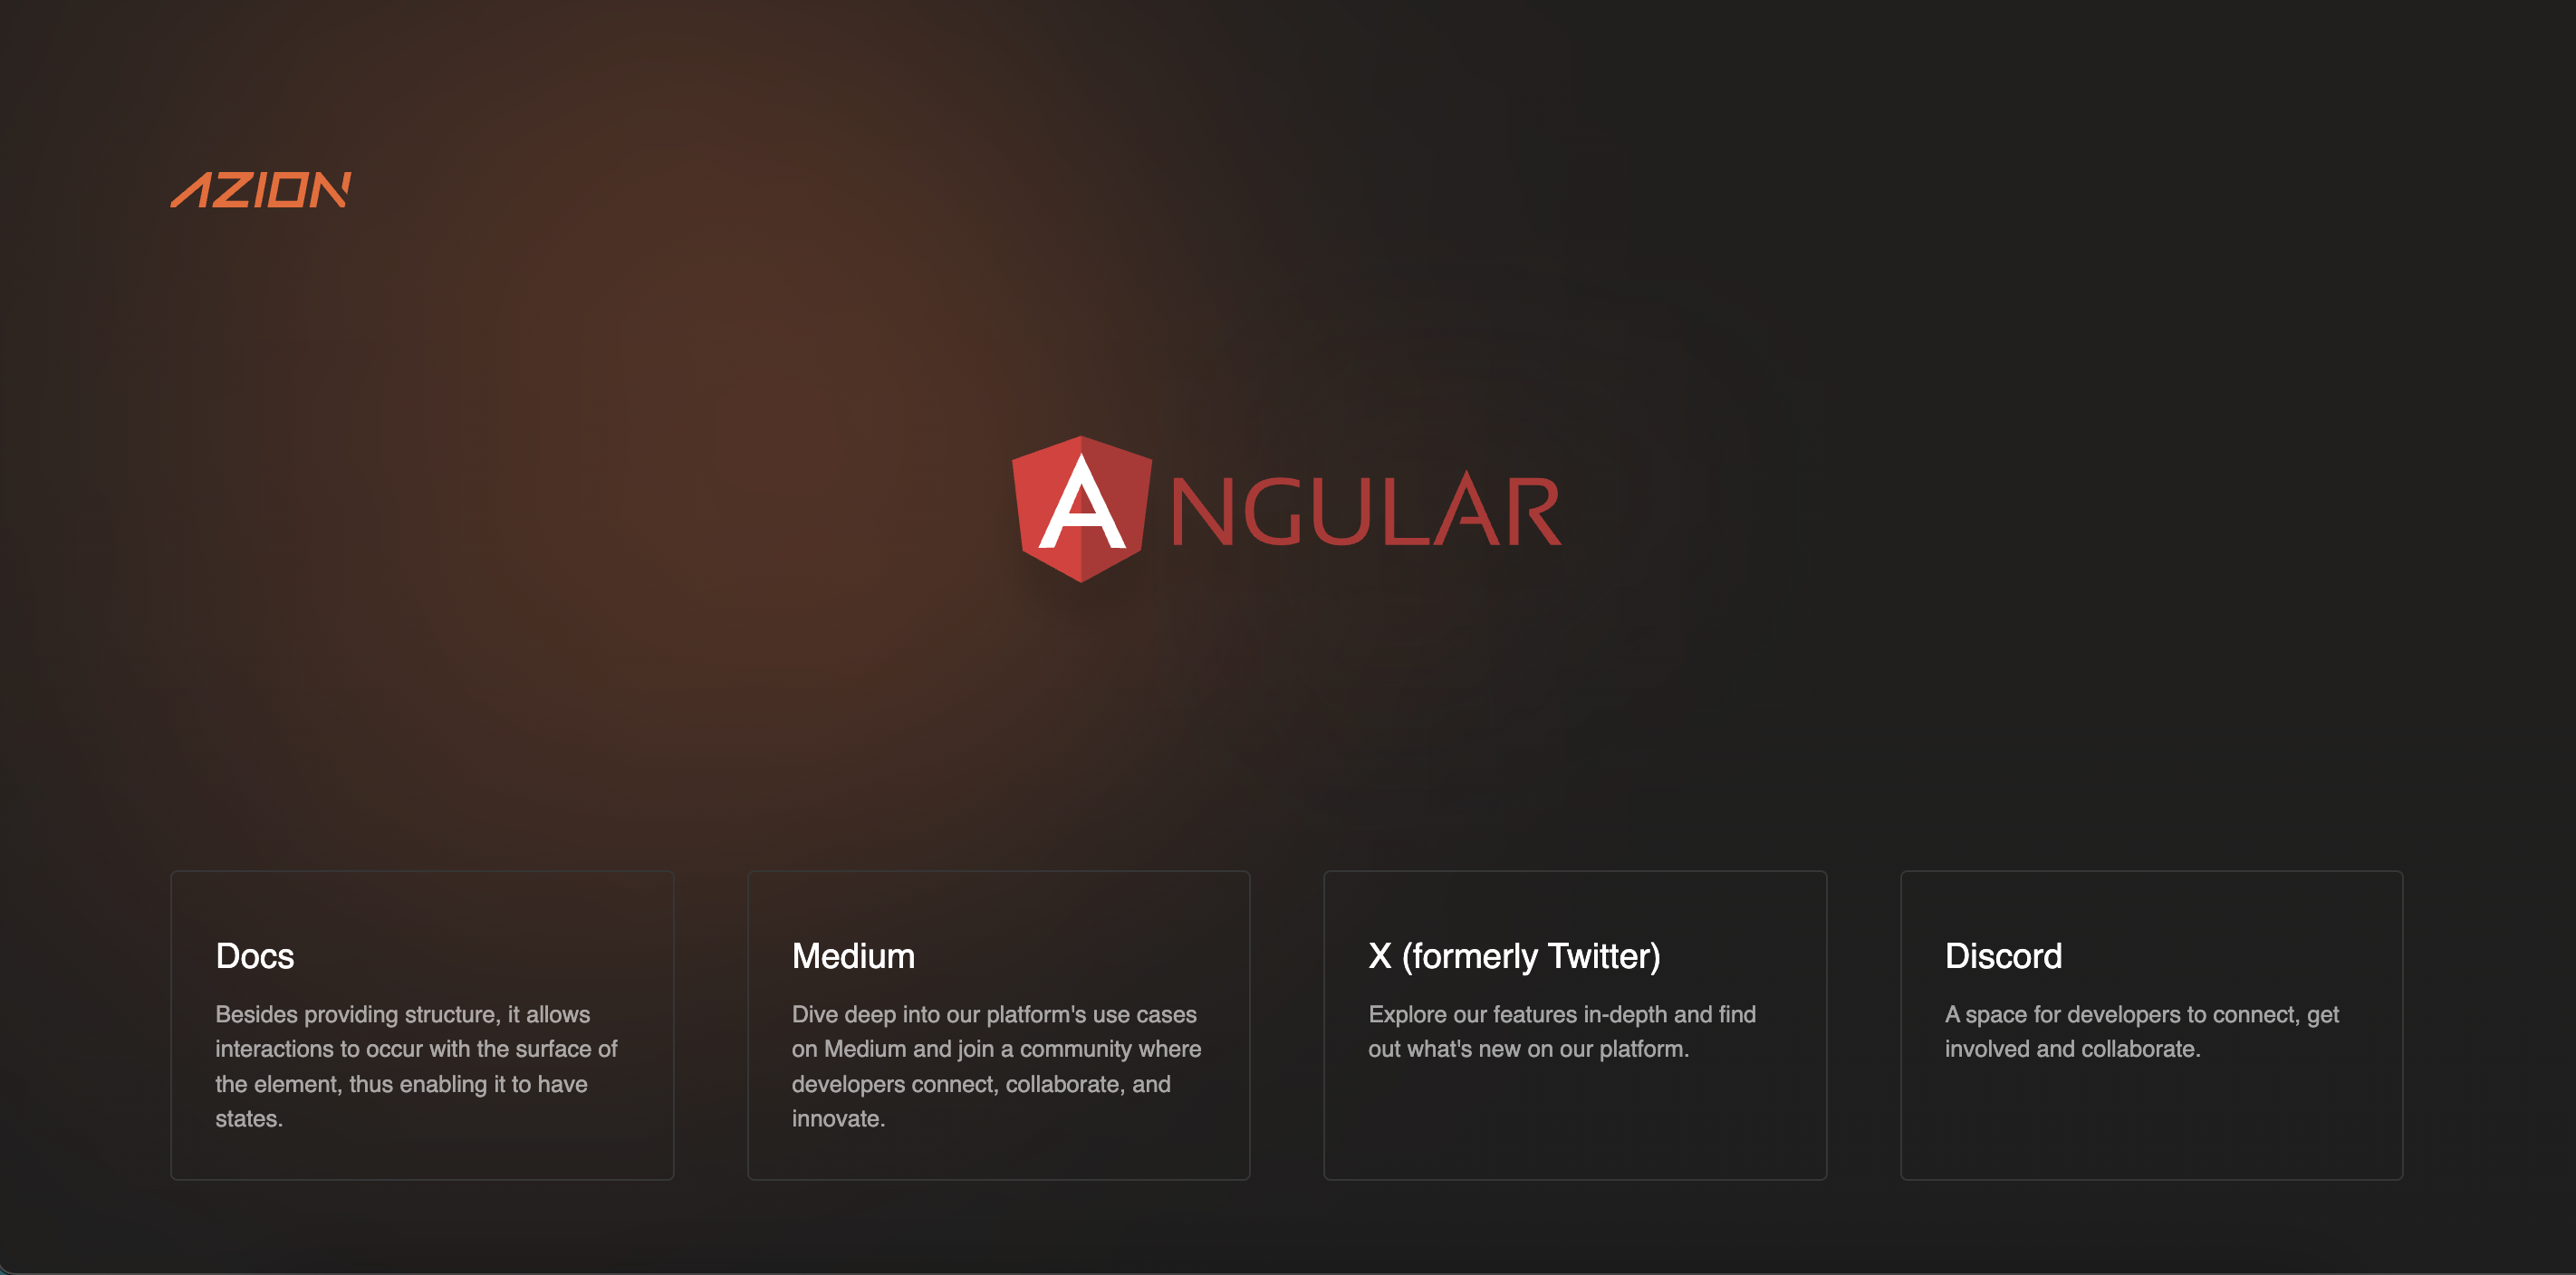 AZION
ANGULAR
Docs
Besides providing structure, it allows
interactions to occur with the surface of
the element, thus enabling it to have
states.
Medium
Dive deep into our platform's use cases
on Medium and join a community where
developers connect, collaborate, and
innovate.
X (formerly Twitter)
Explore our features in-depth and find
out what's new on our platform.
Discord
A space for developers to connect, get
involved and collaborate.